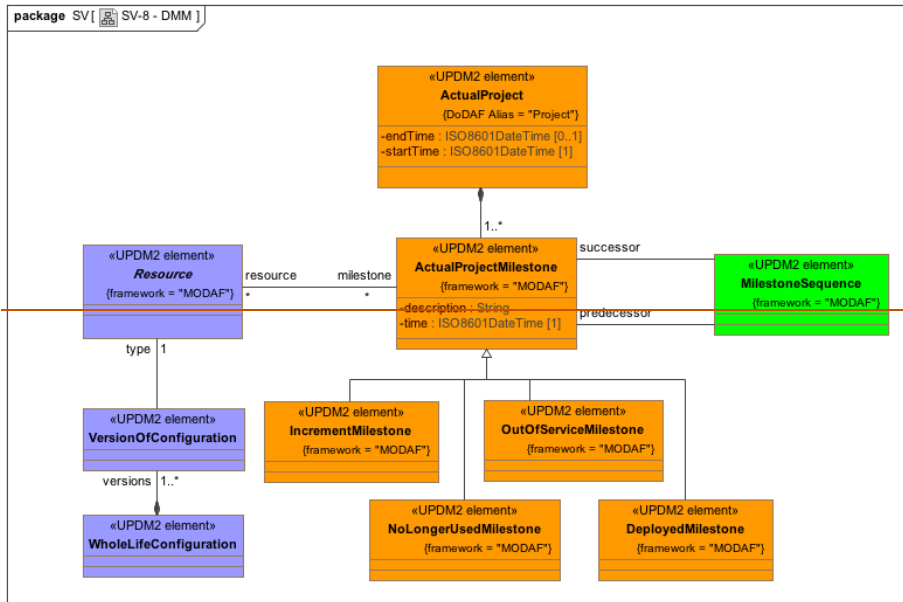 package SV [ SV-8 - DMM ]
«UPDM2 element»
ActualProject
{DoDAF Alias = "Project"}
-endTime : ISO8601DateTime [0..1]
-startTime : ISO8601DateTime [1]
1..*
«UPDM2 element»
Resource
{framework = "MODAF"}
resource
*
milestone
*
«UPDM2 element»
ActualProjectMilestone
{framework = "MODAF"}
-description : String
-time : ISO8601DateTime [1]
successor
predecessor
«UPDM2 element»
MilestoneSequence
{framework = "MODAF"}
type 1
«UPDM2 element»
VersionOfConfiguration
versions 1..*
«UPDM2 element»
WholeLifeConfiguration
«UPDM2 element»
IncrementMilestone
{framework = "MODAF"}
«UPDM2 element»
OutOfServiceMilestone
{framework = "MODAF"}
«UPDM2 element»
NoLongerUsedMilestone
{framework = "MODAF"}
«UPDM2 element»
DeployedMilestone
{framework = "MODAF"}